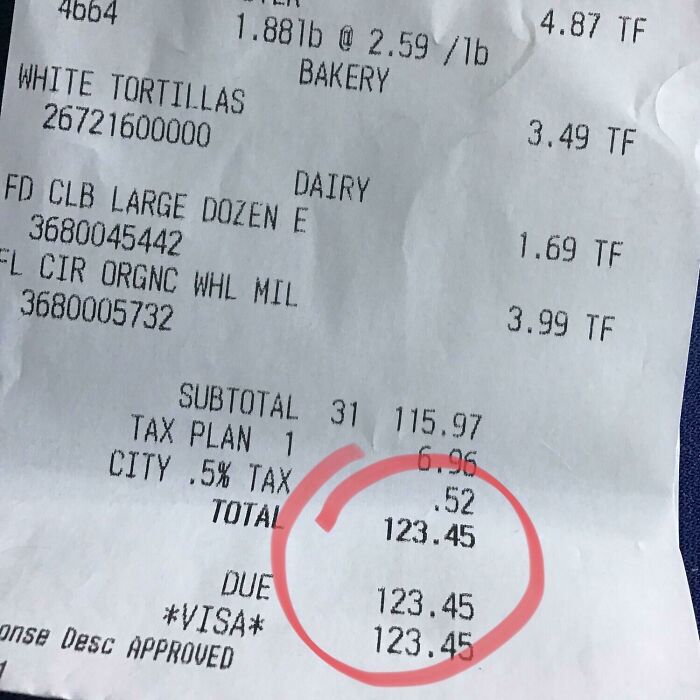 4664 4.87 TF
1.88lb @ 2.59 /lb
BAKERY
WHITE TORTILLAS 3.49 TF
26721600000
DAIRY
FD CLB LARGE DOZEN E 1.69 TF
3680045442
FL CIR ORGNC WHL MIL 3.99 TF
3680005732
SUBTOTAL 31 115.97
TAX PLAN 1 6.96
CITY .5% TAX .52
TOTAL 123.45
DUE 123.45
*VISA* 123.45
onse Desc APPROVED